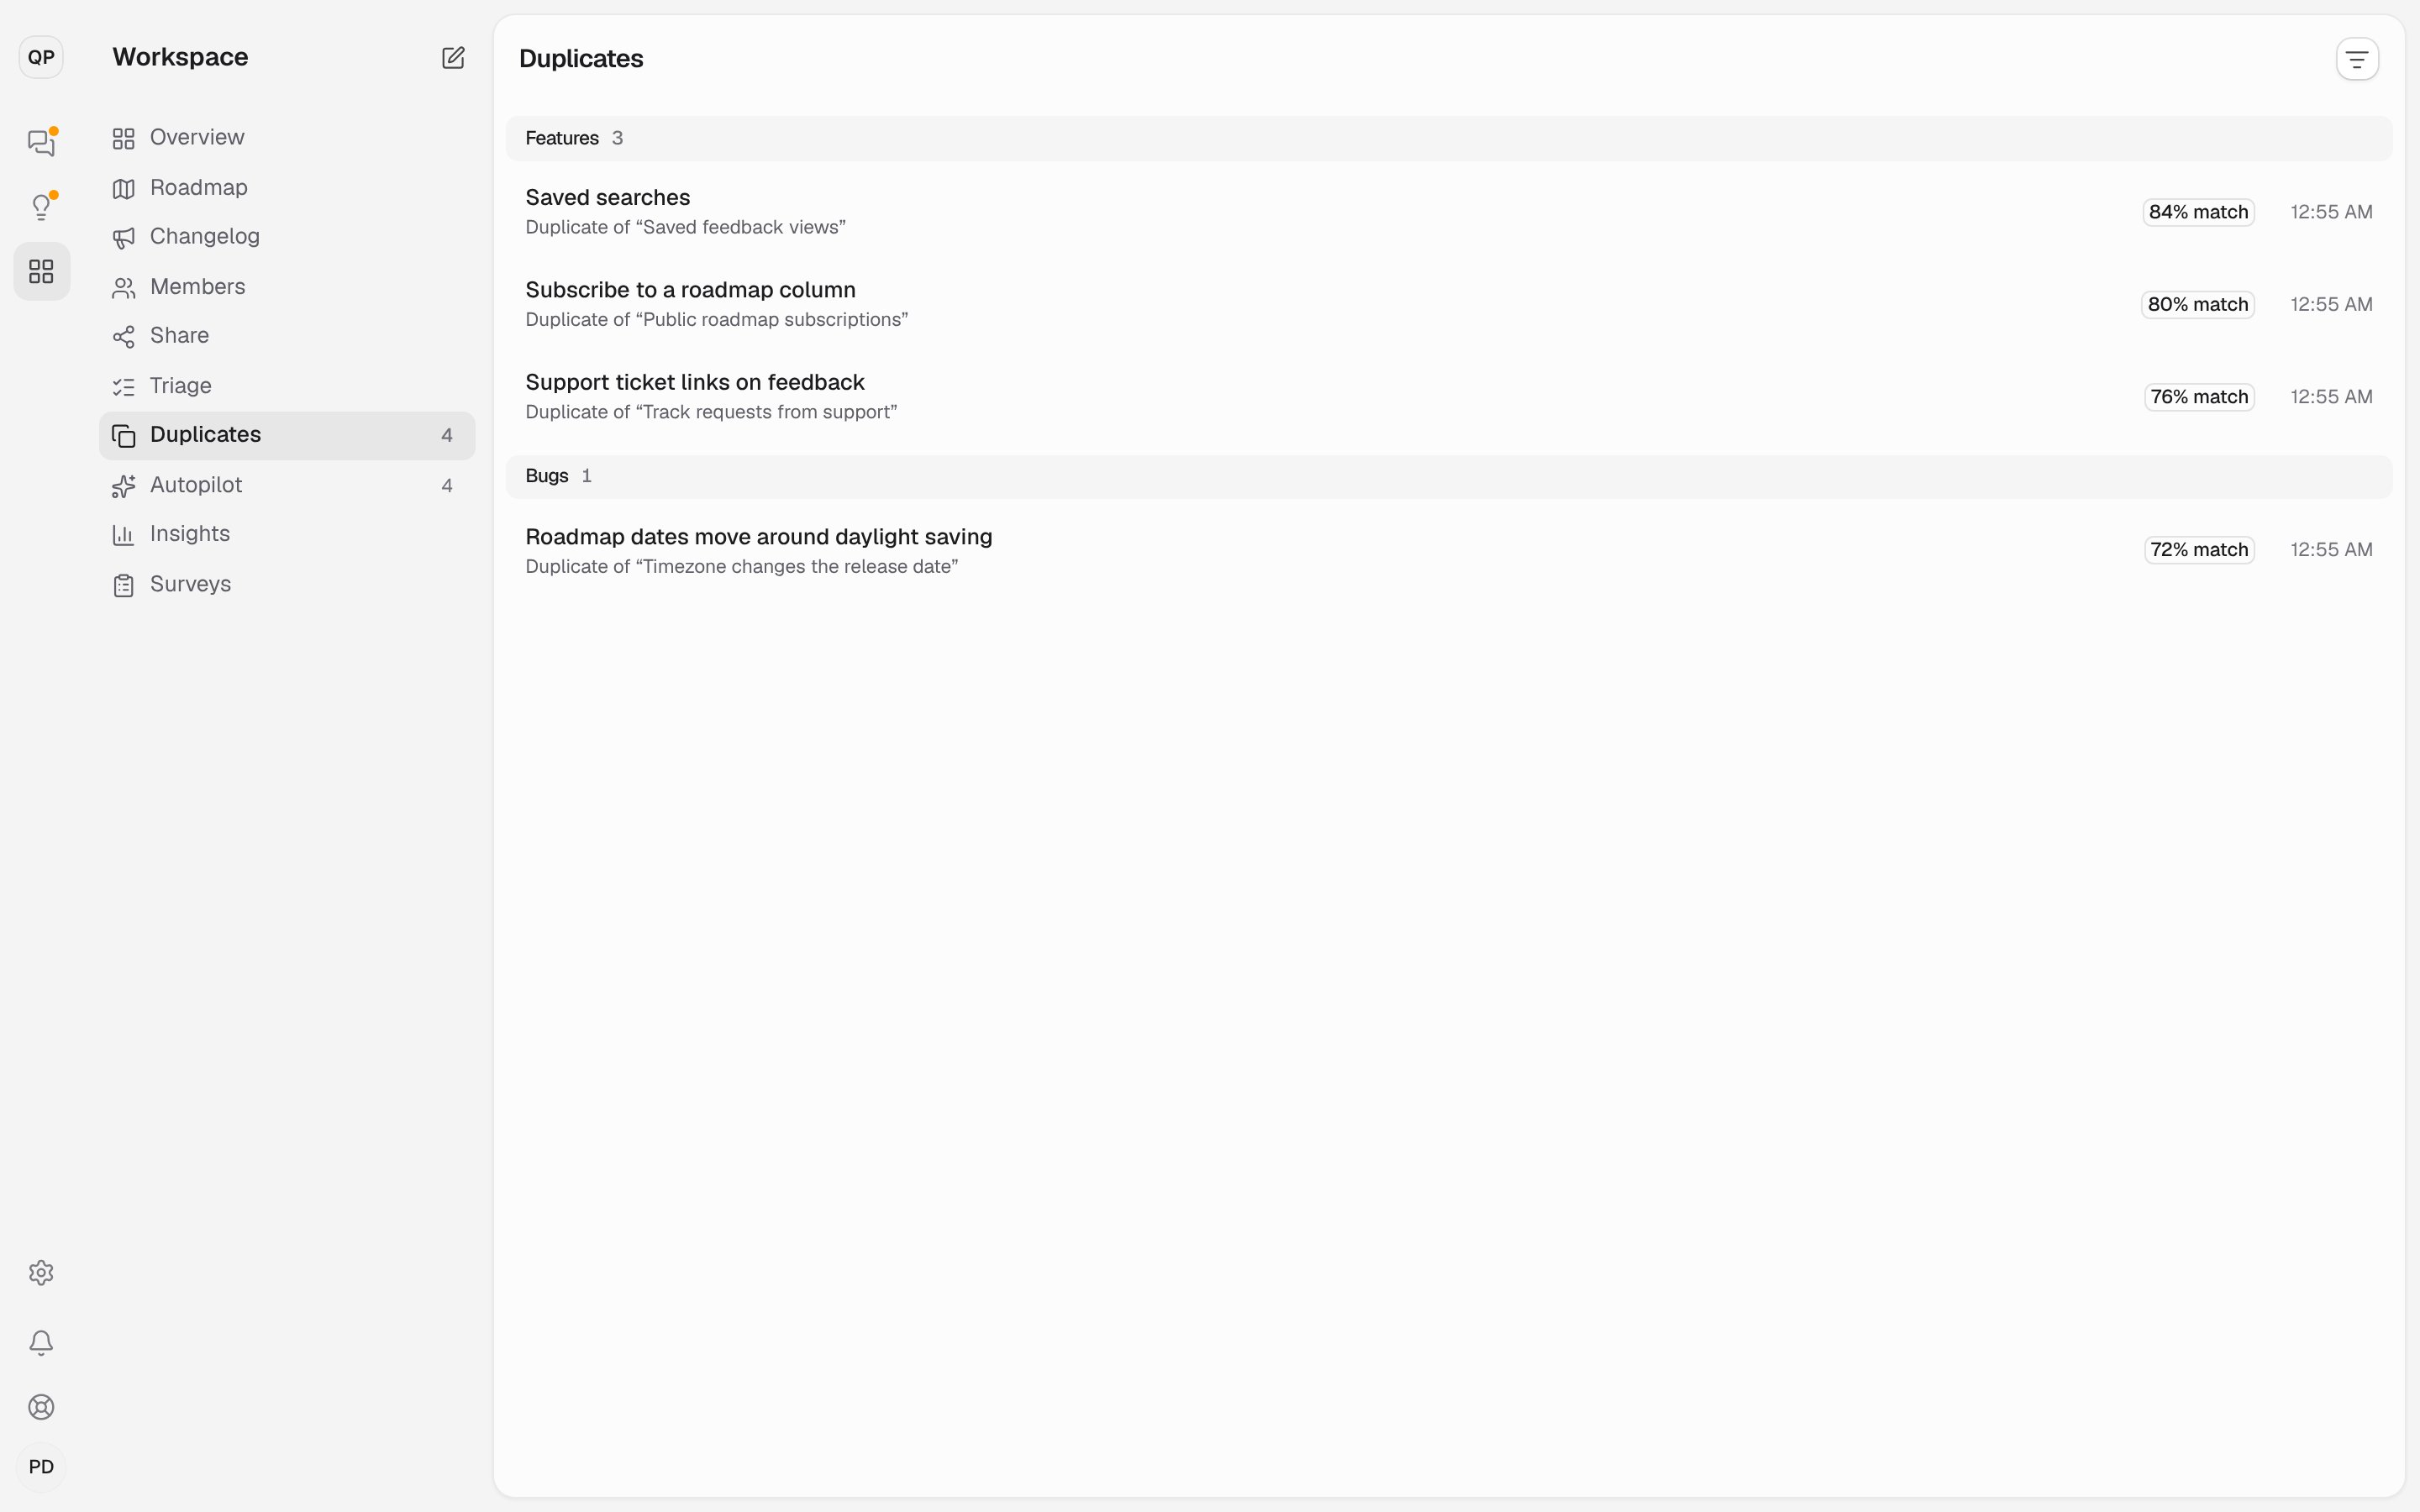 QP
Workspace
Overview
Roadmap
Changelog
Members
Share
Triage
Duplicates 4
Autopilot 4
Insights
Surveys
PD
Duplicates
Features 3
Saved searches
Duplicate of “Saved feedback views”
84% match 12:55 AM
Subscribe to a roadmap column
Duplicate of “Public roadmap subscriptions”
80% match 12:55 AM
Support ticket links on feedback
Duplicate of “Track requests from support”
76% match 12:55 AM
Bugs 1
Roadmap dates move around daylight saving
Duplicate of “Timezone changes the release date”
72% match 12:55 AM